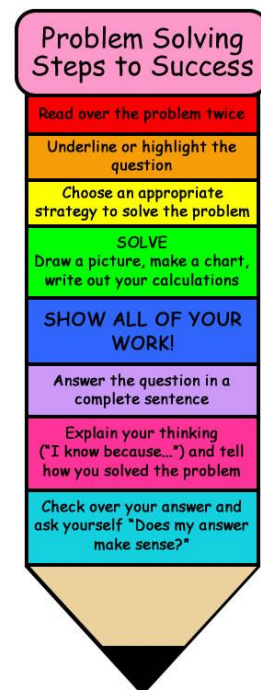 Problem Solving
Steps to Success
Read over the problem twice
Underline or highlight the
question
Choose an appropriate
strategy to solve the problem
SOLVE
Draw a picture, make a chart,
write out your calculations
SHOW ALL OF YOUR
WORK!
Answer the question in a
complete sentence
Explain your thinking
("I know because...") and tell
how you solved the problem
Check over your answer and
ask yourself "Does my answer
make sense?"